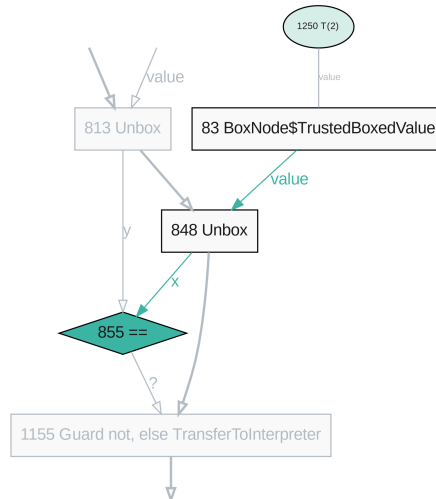 1250 T(2)
value
value
813 Unbox
83 BoxNode$TrustedBoxedValue
value
y
848 Unbox
x
855 ==
?
1155 Guard not, else TransferToInterpreter